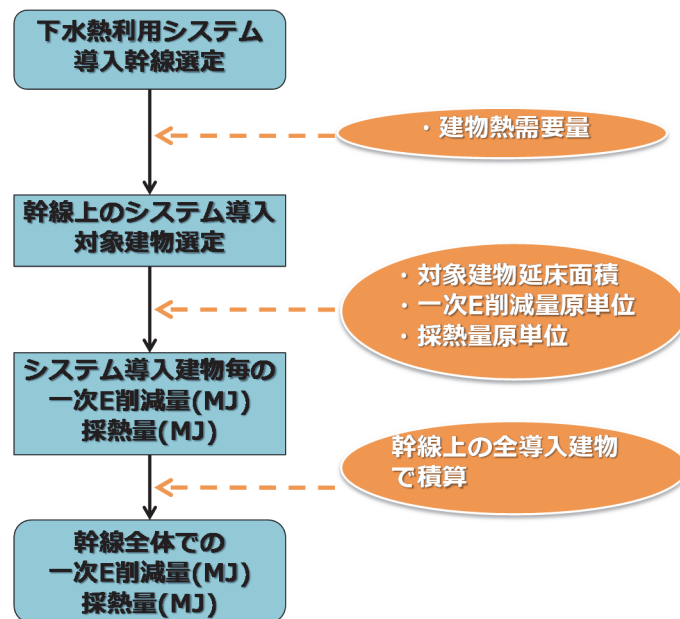 下水熱利用システム
導入幹線選定
・建物熱需要量
幹線上のシステム導入
対象建物選定
・対象建物延床面積
・一次E削減量原単位
・採熱量原単位
システム導入建物毎の
一次E削減量(MJ)
採熱量(MJ)
幹線上の全導入建物
で積算
幹線全体での
一次E削減量(MJ)
採熱量(MJ)